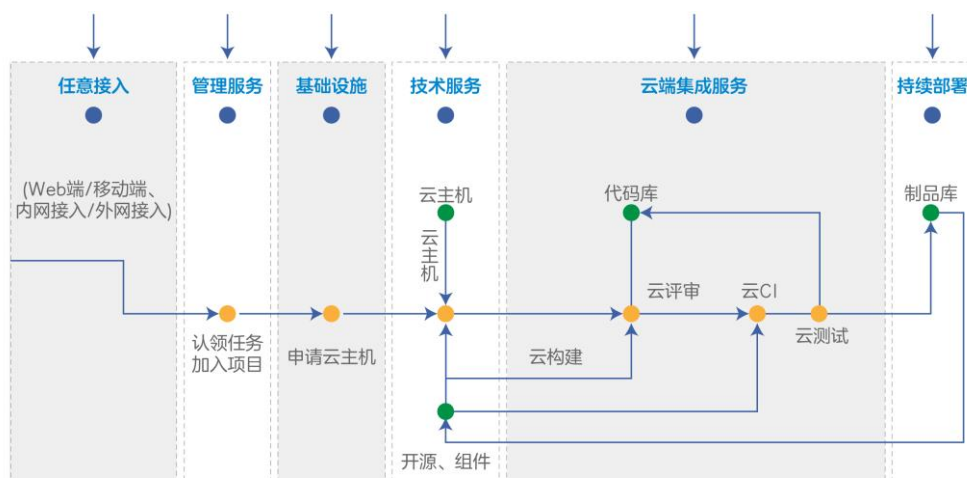 任意接入
管理服务
基础设施
技术服务
云端集成服务
持续部署
(Web端/移动端、
内网接入/外网接入)
云主机
代码库
制品库
云主机
云评审
云CI
云测试
认领任务
加入项目
申请云主机
云构建
开源、组件